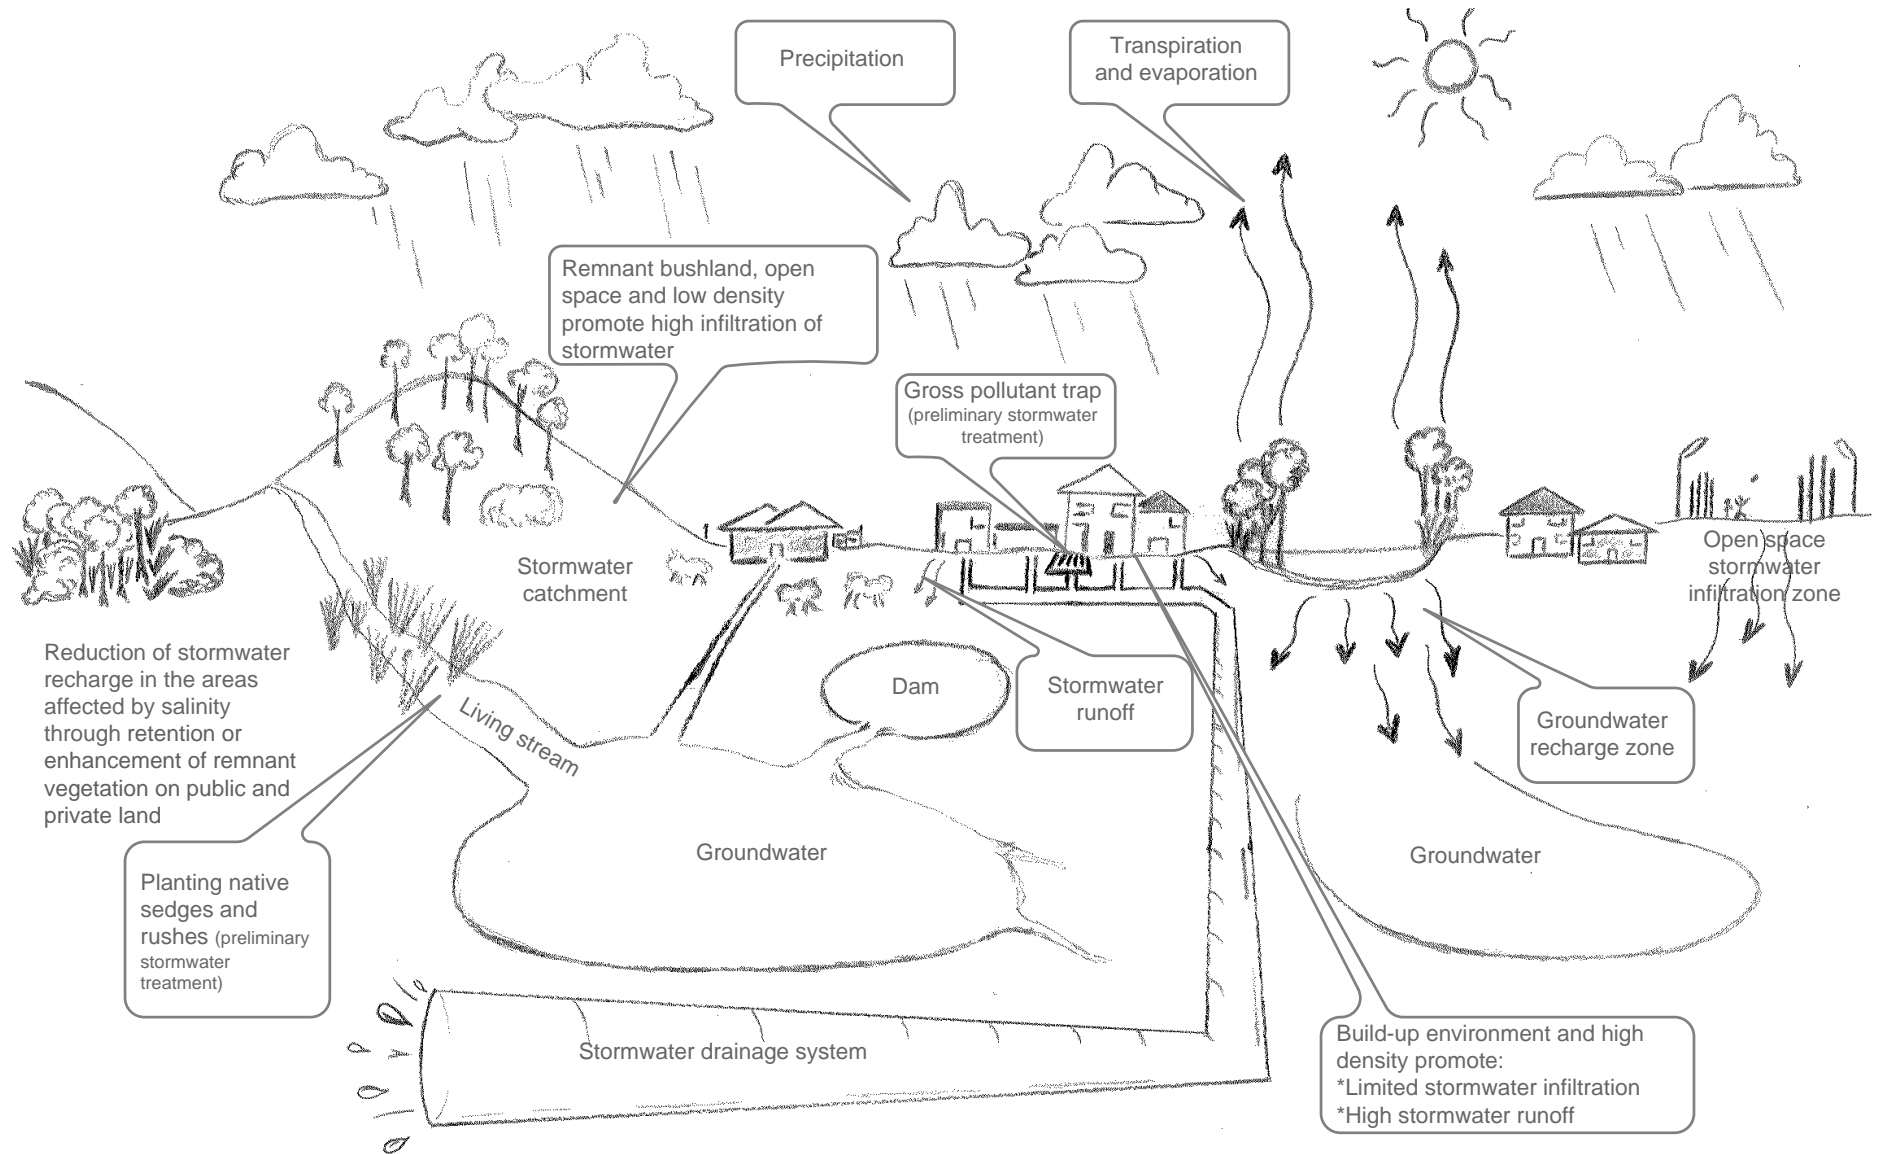 Precipitation
Transpiration
and evaporation
Remnant bushland, open
space and low density
promote high infiltration of
stormwater
Gross pollutant trap
(preliminary stormwater
treatment)
Stormwater
catchment
Open space
stormwater
infiltration zone
Reduction of stormwater
recharge in the areas
affected by salinity
through retention or
enhancement of remnant
vegetation on public and
private land
Living stream
Dam
Stormwater
runoff
Groundwater
recharge zone
Groundwater
Groundwater
Planting native
sedges and
rushes (preliminary
stormwater
treatment)
Stormwater drainage system
Build-up environment and high
density promote:
*Limited stormwater infiltration
*High stormwater runoff